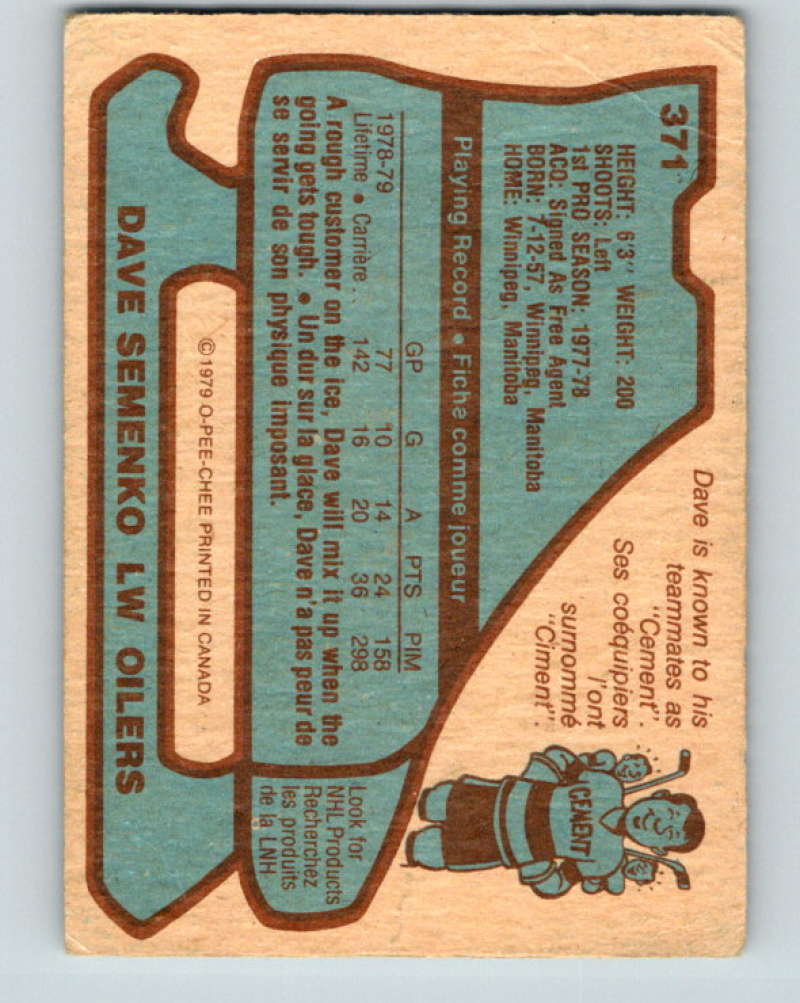 371
HEIGHT: 6'3" WEIGHT: 200
SHOOTS: Left
1st PRO SEASON: 1977-78
ACQ: Signed As Free Agent
BORN: 7-12-57, Winnipeg, Manitoba
HOME: Winnipeg, Manitoba
Dave is known to his
teammates as
"Cement".
Ses coéquipiers
l'ont
surnommé
"Ciment".
CEMENT
Playing Record • Fiche comme joueur
GP G A PTS PIM
1978-79 77 10 14 24 158
Lifetime • Carrière.. 142 16 20 36 298
A rough customer on the ice, Dave will mix it up when the
going gets tough. • Un dur sur la glace, Dave n'a pas peur de
se servir de son physique imposant.
Look for
NHL Products
Recherchez
les produits
de la LNH
©1979 O-PEE-CHEE PRINTED IN CANADA
DAVE SEMENKO LW OILERS